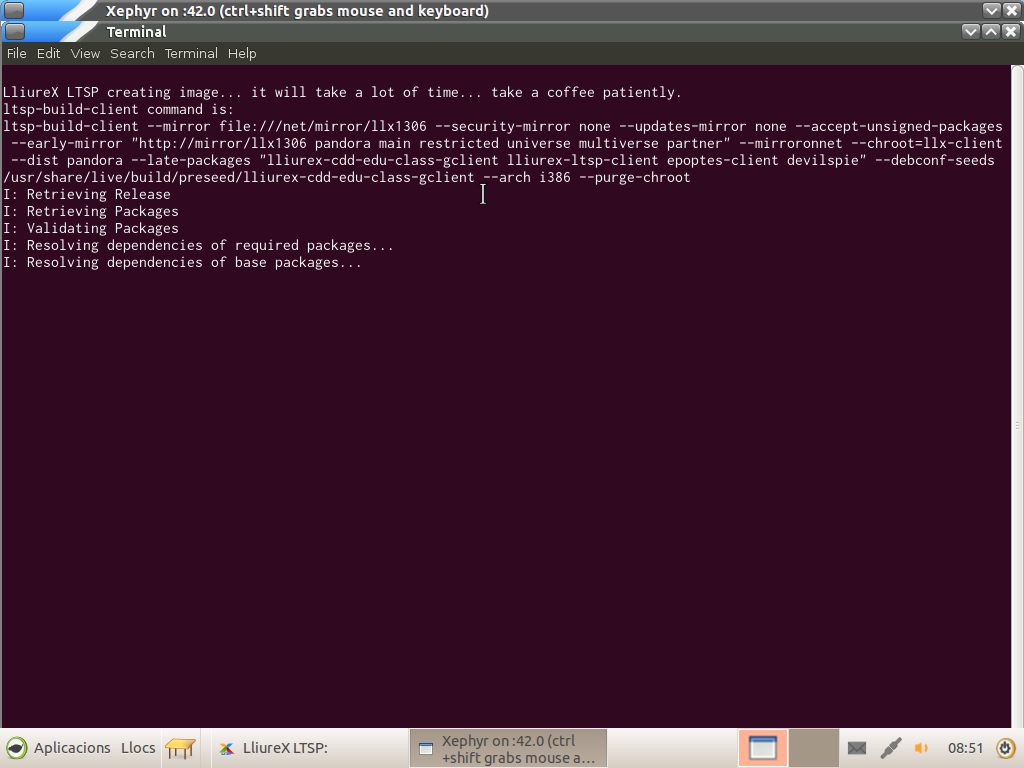 Xephyr on :42.0 (ctrl+shift grabs mouse and keyboard)
Terminal
File Edit View Search Terminal Help
LliureX LTSP creating image... it will take a lot of time... take a coffee patiently.
ltsp-build-client command is:
ltsp-build-client --mirror file:///net/mirror/llx1306 --security-mirror none --updates-mirror none --accept-unsigned-packages
--early-mirror "http://mirror/llx1306 pandora main restricted universe multiverse partner" --mirroronnet --chroot=llx-client
--dist pandora --late-packages "lliurex-cdd-edu-class-gclient lliurex-ltsp-client epoptes-client devilspie" --debconf-seeds
/usr/share/live/build/preseed/lliurex-cdd-edu-class-gclient --arch i386 --purge-chroot
I: Retrieving Release
I: Retrieving Packages
I: Validating Packages
I: Resolving dependencies of required packages...
I: Resolving dependencies of base packages...
Aplicacions Llocs LliureX LTSP: Xephyr on :42.0 (ctrl
+shift grabs mouse a... 08:51